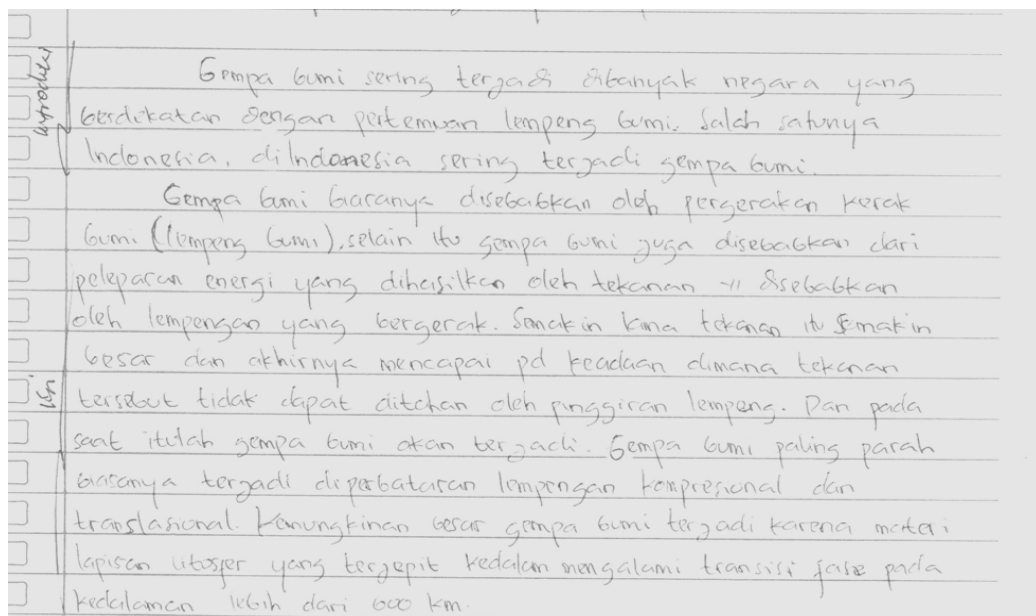 Introduksi
Gempa bumi sering terjadi dibanyak negara yang
berdekatan dengan pertemuan lempeng bumi. Salah satunya
Indonesia, diIndonesia sering terjadi gempa bumi.
Gempa bumi biasanya disebabkan oleh pergerakan kerak
bumi (lempeng bumi), selain itu gempa bumi juga disebabkan dari
pelepasan energi yang dihasilkan oleh tekanan disebabkan
oleh lempengan yang bergerak. Semakin lama tekanan itu semakin
besar dan akhirnya mencapai pd keadaan dimana tekanan
tersebut tidak dapat ditahan oleh pinggiran lempeng. Dan pada
Isi
saat itulah gempa bumi akan terjadi. Gempa bumi paling parah
biasanya terjadi diperbatasan lempengan kompresional dan
translasional. Kemungkinan besar gempa bumi terjadi karena materi
lapisan litosfer yang terjepit kedalam mengalami transisi fase pada
kedalaman lebih dari 600 km.